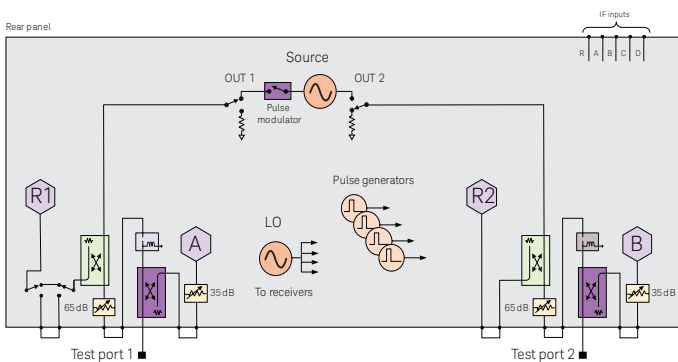 Rear panel
IF inputs
R A B C D
Source
OUT 1
OUT 2
Pulse
modulator
Pulse generators
R1
A
LO
R2
B
To receivers
65 dB
35 dB
65 dB
35 dB
Test port 1
Test port 2